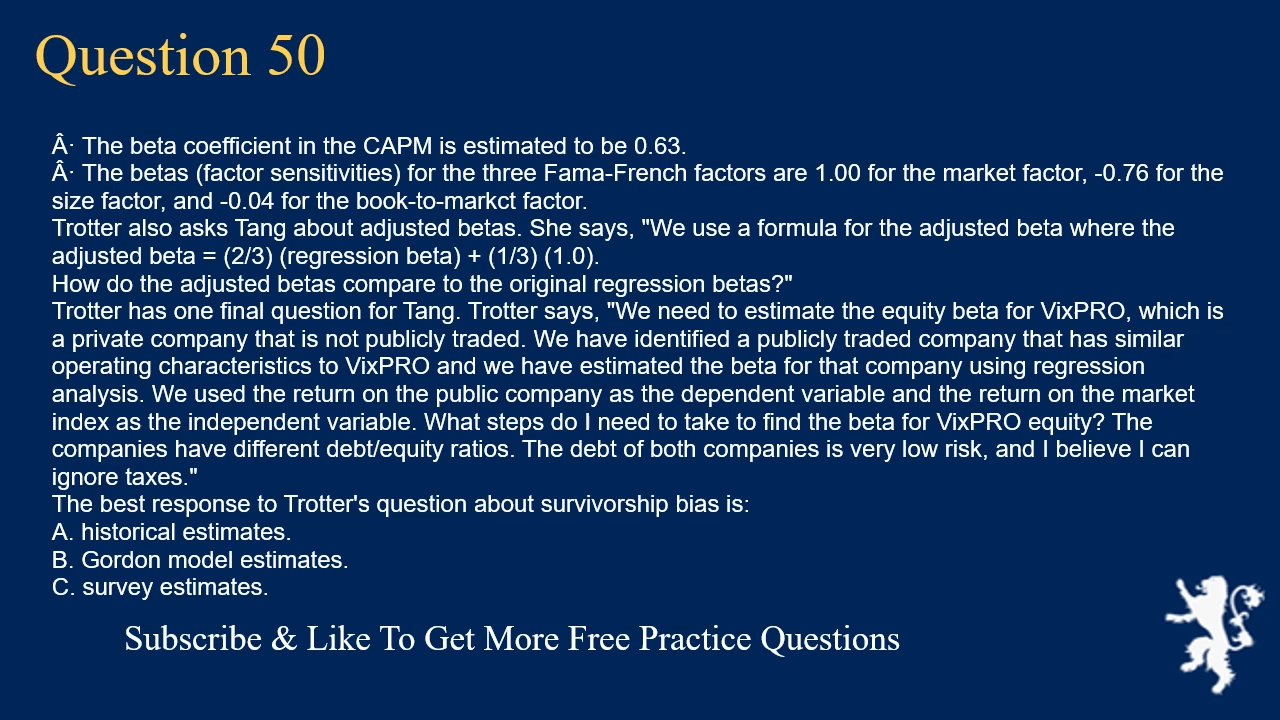 Question 50
Â· The beta coefficient in the CAPM is estimated to be 0.63.
Â· The betas (factor sensitivities) for the three Fama-French factors are 1.00 for the market factor, -0.76 for the
size factor, and -0.04 for the book-to-markct factor.
Trotter also asks Tang about adjusted betas. She says, "We use a formula for the adjusted beta where the
adjusted beta = (2/3) (regression beta) + (1/3) (1.0).
How do the adjusted betas compare to the original regression betas?"
Trotter has one final question for Tang. Trotter says, "We need to estimate the equity beta for VixPRO, which is
a private company that is not publicly traded. We have identified a publicly traded company that has similar
operating characteristics to VixPRO and we have estimated the beta for that company using regression
analysis. We used the return on the public company as the dependent variable and the return on the market
index as the independent variable. What steps do I need to take to find the beta for VixPRO equity? The
companies have different debt/equity ratios. The debt of both companies is very low risk, and I believe I can
ignore taxes."
The best response to Trotter's question about survivorship bias is:
A. historical estimates.
B. Gordon model estimates.
C. survey estimates.
Subscribe & Like To Get More Free Practice Questions